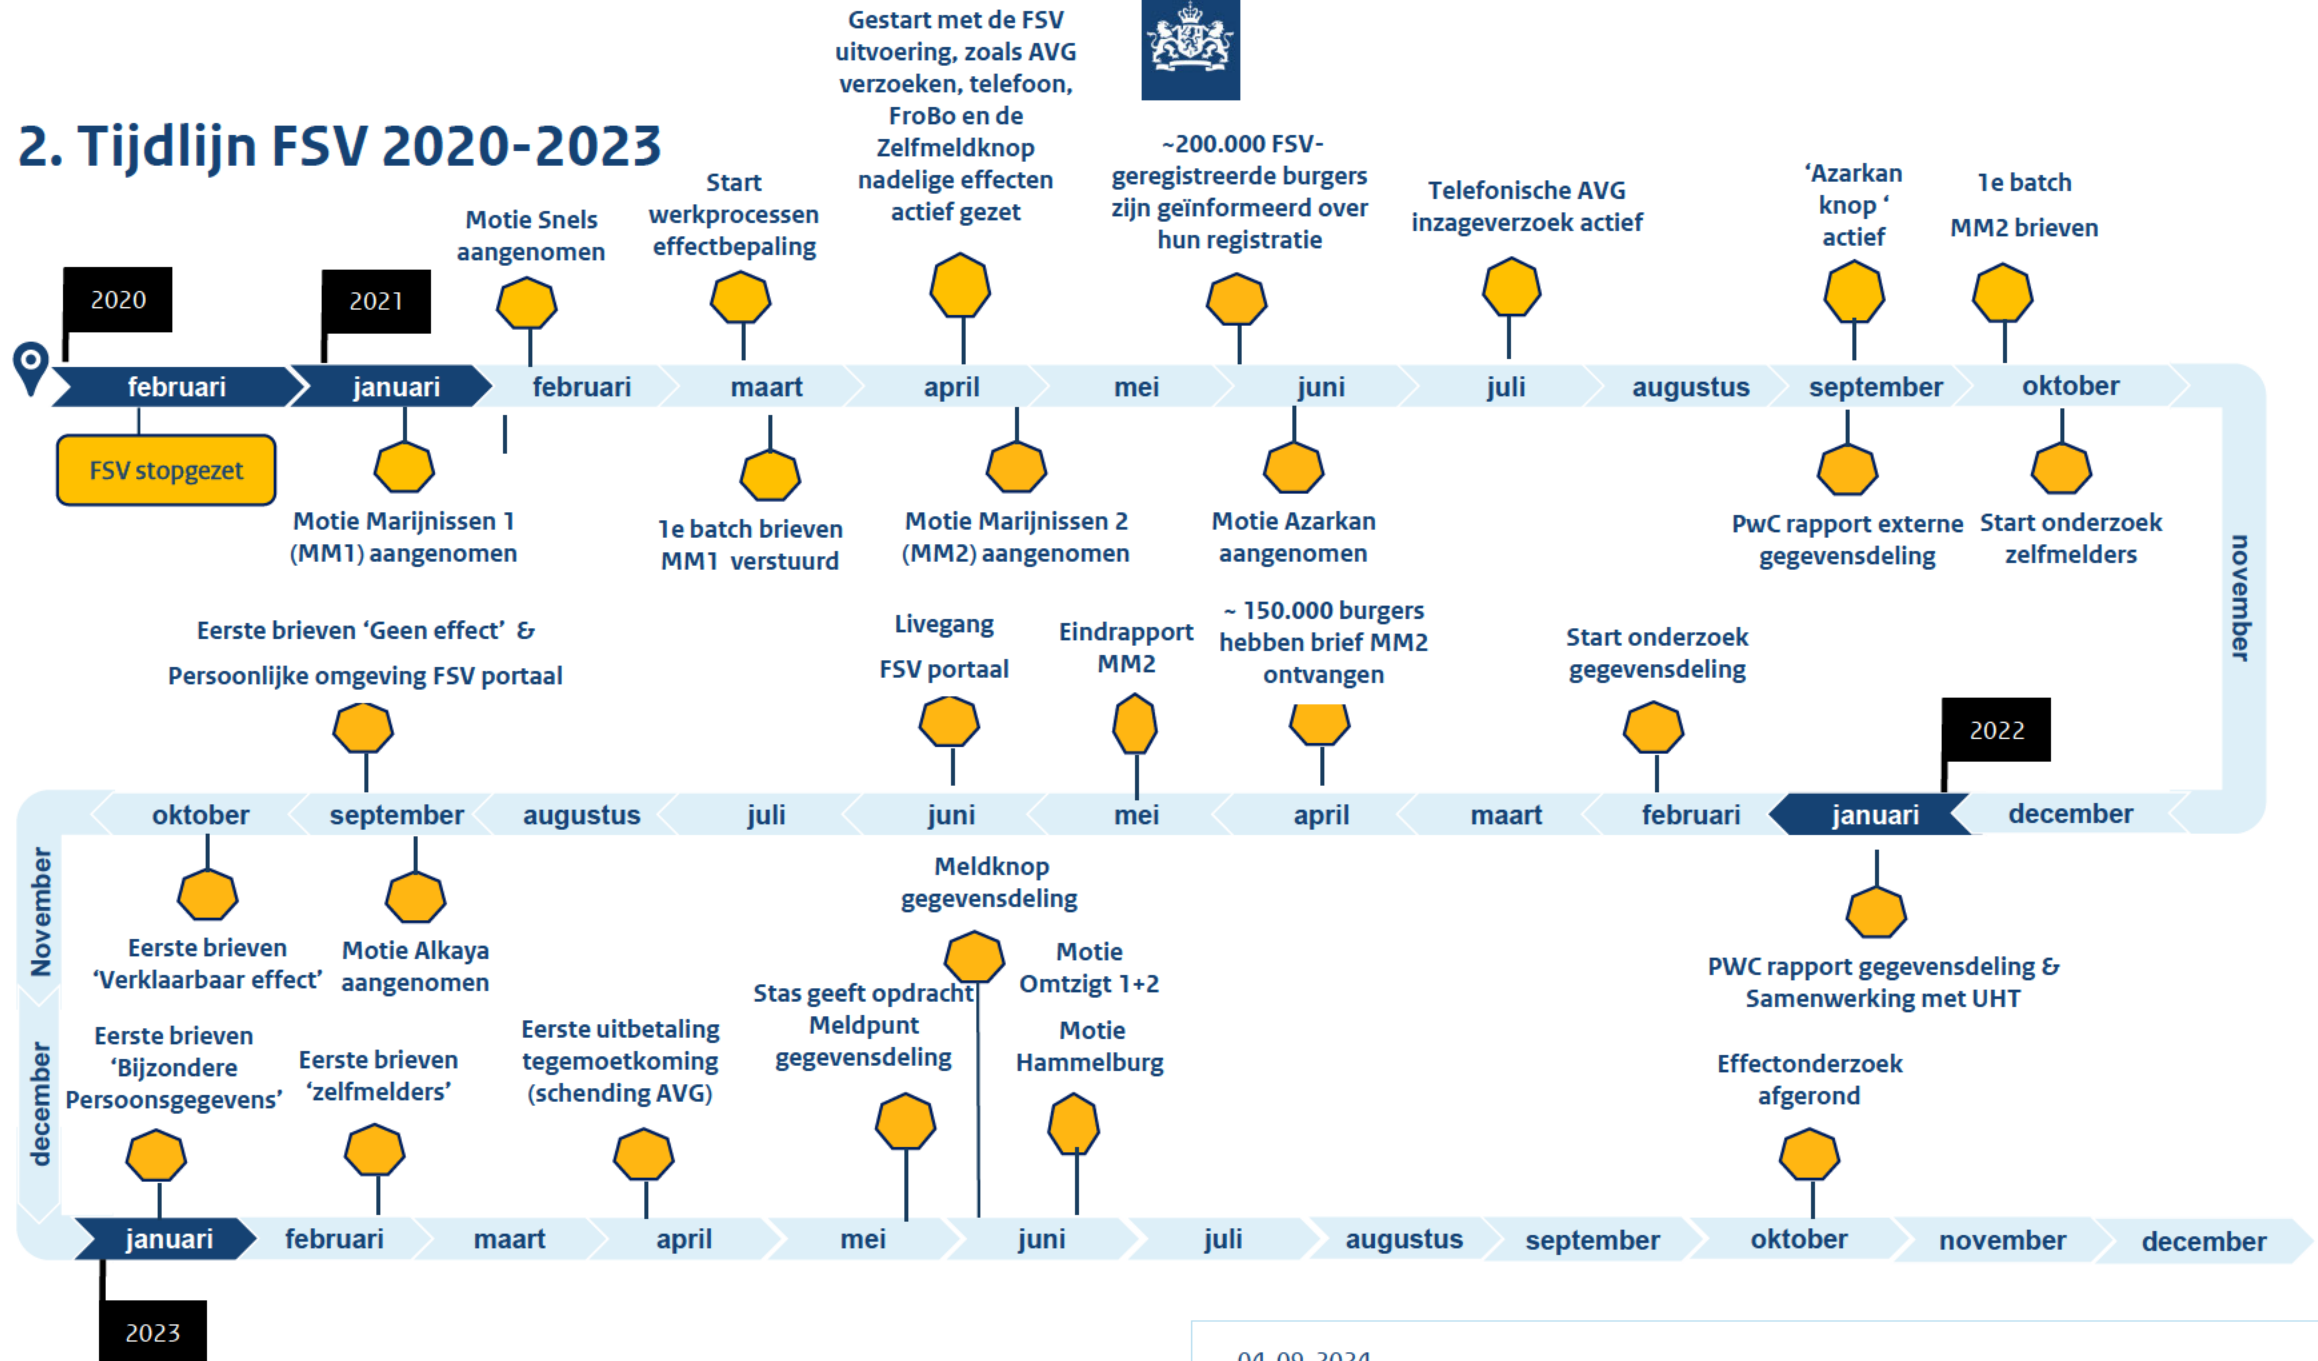 Gestart met de FSV
uitvoering, zoals AVG
verzoeken, telefoon,
FroBo en de
Zelfmeldknop
nadelige effecten
actief gezet
2. Tijdlijn FSV 2020-2023
Motie Snels
aangenomen
Start
werkprocessen
effectbepaling
~200.000 FSV-
geregistreerde burgers
zijn geïnformeerd over
hun registratie
Telefonische AVG
inzageverzoek actief
‘Azarkan
knop ‘
actief
1e batch
MM2 brieven
2020
2021
februari
januari
februari
maart
april
mei
juni
juli
augustus
september
oktober
FSV stopgezet
Motie Marijnissen 1
(MM1) aangenomen
1e batch brieven
MM1 verstuurd
Motie Marijnissen 2
(MM2) aangenomen
Motie Azarkan
aangenomen
PwC rapport externe
gegevensdeling
Start onderzoek
zelfmelders
november
Eerste brieven ‘Geen effect’ &
Persoonlijke omgeving FSV portaal
Livegang
FSV portaal
Eindrapport
MM2
~ 150.000 burgers
hebben brief MM2
ontvangen
Start onderzoek
gegevensdeling
2022
oktober
september
augustus
juli
juni
mei
april
maart
februari
januari
december
November
december
Eerste brieven
‘Verklaarbaar effect’
Motie Alkaya
aangenomen
Meldknop
gegevensdeling
PWC rapport gegevensdeling &
Samenwerking met UHT
Eerste brieven
‘Bijzondere
Persoonsgegevens’
Eerste brieven
‘zelfmelders’
Eerste uitbetaling
tegemoetkoming
(schending AVG)
Stas geeft opdracht
Meldpunt
gegevensdeling
Motie
Omtzigt 1+2
Motie
Hammelburg
Effectonderzoek
afgerond
januari
februari
maart
april
mei
juni
juli
augustus
september
oktober
november
december
2023
04-09-2024